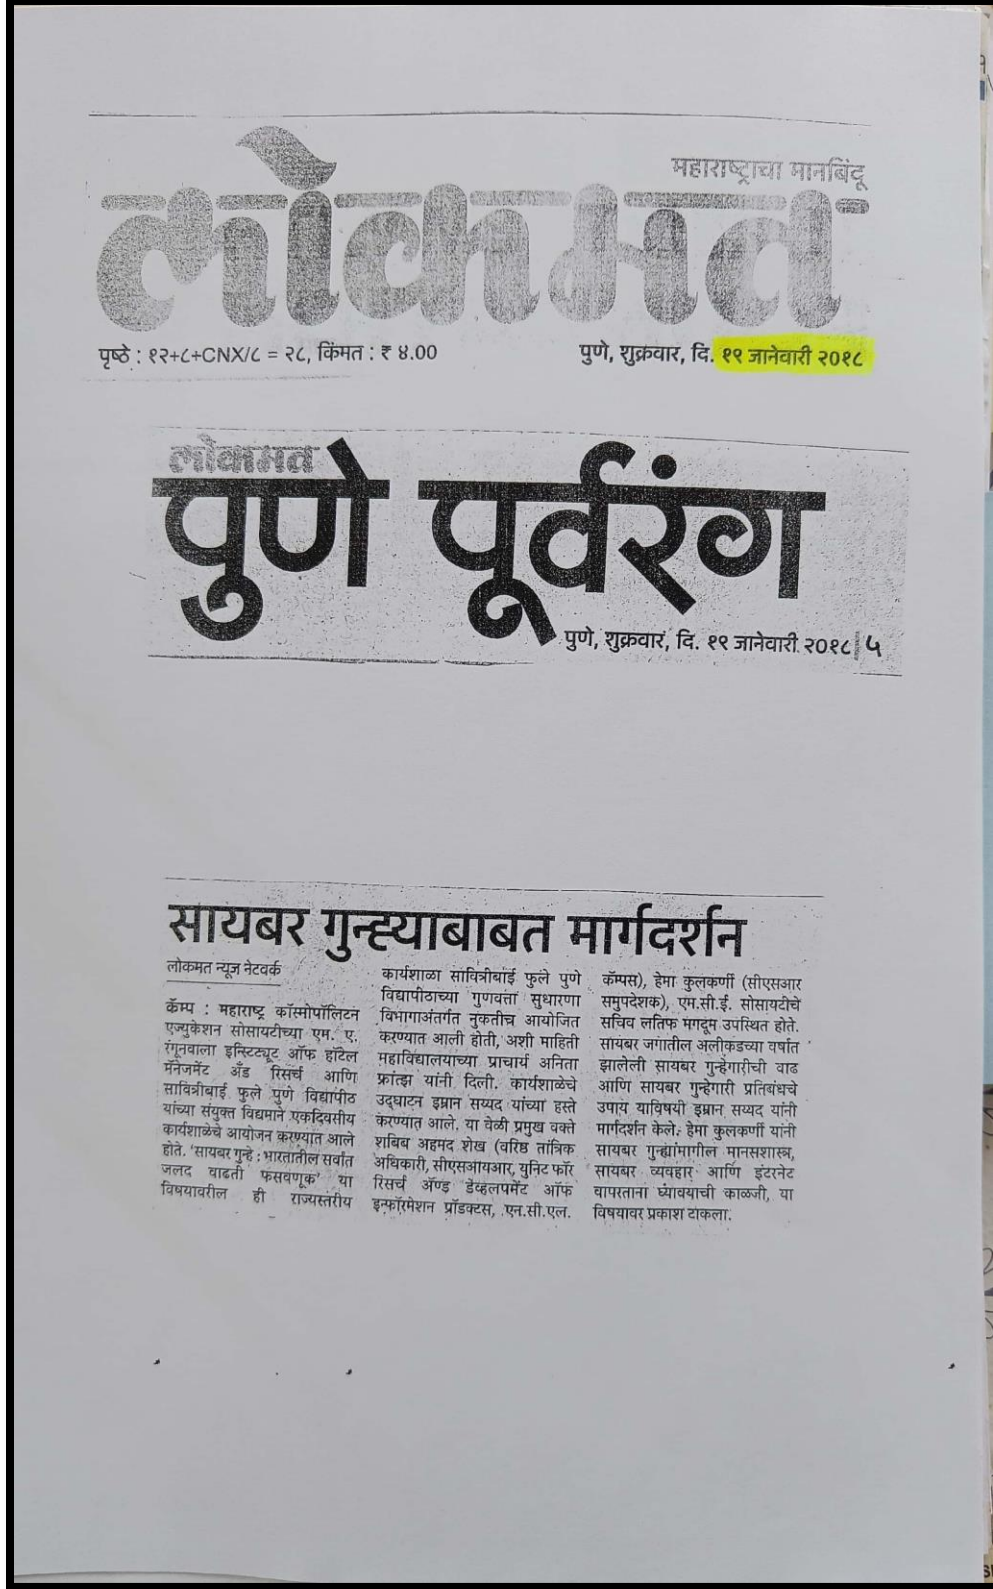 महाराष्ट्राचा मानबिंदू
लोकमत
पृष्ठे : १२+८+CNX/८ = २८, किंमत : ₹ ४.००
पुणे, शुक्रवार, दि. १९ जानेवारी २०१८
लोकमत
पुणे पूर्वरंग
पुणे, शुक्रवार, दि. १९ जानेवारी २०१८ | ५
सायबर गुन्ह्याबाबत मार्गदर्शन
लोकमत न्यूज नेटवर्क
कॅम्प : महाराष्ट्र कॉस्मोपॉलिटन
एज्युकेशन सोसायटीच्या एम. ए.
रंगूनवाला इन्स्टिट्यूट ऑफ हॉटेल
मॅनेजमेंट अँड रिसर्च आणि
सावित्रीबाई फुले पुणे विद्यापीठ
यांच्या संयुक्त विद्यमाने एकदिवसीय
कार्यशाळेचे आयोजन करण्यात आले
होते. ‘सायबर गुन्हे : भारतातील सर्वांत
जलद वाढती फसवणूक’ या
विषयावरील ही राज्यस्तरीय
कार्यशाळा सावित्रीबाई फुले पुणे
विद्यापीठाच्या गुणवत्ता सुधारणा
विभागाअंतर्गत नुकतीच आयोजित
करण्यात आली होती, अशी माहिती
महाविद्यालयाच्या प्राचार्य अनिता
फ्रांत्झ यांनी दिली. कार्यशाळेचे
उद्घाटन इम्रान सय्यद यांच्या हस्ते
करण्यात आले. या वेळी प्रमुख वक्ते
शबिब अहमद शेख (वरिष्ठ तांत्रिक
अधिकारी, सीएसआयआर, युनिट फॉर
रिसर्च ॲण्ड डेव्हलपमेंट ऑफ
इन्फॉरमेशन प्रॉडक्टस, एन.सी.एल.
कॅम्पस), हेमा कुलकर्णी (सीएसआर
समुपदेशक), एम.सी.ई. सोसायटीचे
सचिव लतिफ मगदूम उपस्थित होते.
सायबर जगातील अलीकडच्या वर्षात
झालेली सायबर गुन्हेगारीची वाढ
आणि सायबर गुन्हेगारी प्रतिबंधचे
उपाय याविषयी इम्रान सय्यद यांनी
मार्गदर्शन केले. हेमा कुलकर्णी यांनी
सायबर गुन्ह्यांमागील मानसशास्त्र,
सायबर व्यवहार आणि इंटरनेट
वापरताना घ्यावयाची काळजी, या
विषयावर प्रकाश टाकला.